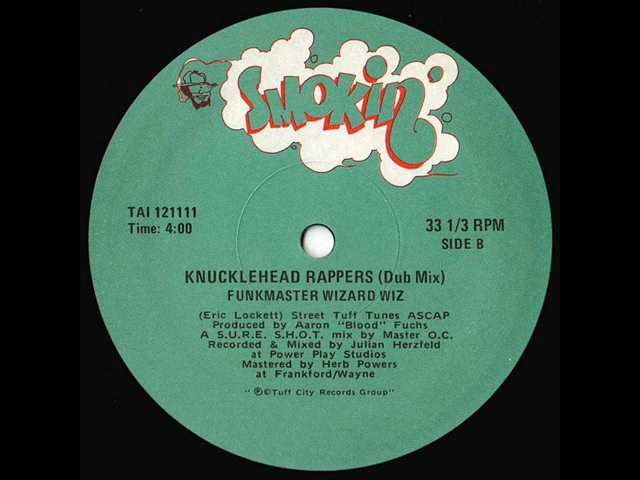 SMOKIN'
TAI 121111
Time: 4:00
33 1/3 RPM
SIDE B
KNUCKLEHEAD RAPPERS (Dub Mix)
FUNKMASTER WIZARD WIZ
(Eric Lockett) Street Tuff Tunes ASCAP
Produced by Aaron "Blood" Fuchs
A S.U.R.E. S.H.O.T. mix by Master O.C.
Recorded & Mixed by Julian Herzfeld
at Power Play Studios
Mastered by Herb Powers
at Frankford/Wayne
" ℗©Tuff City Records Group"